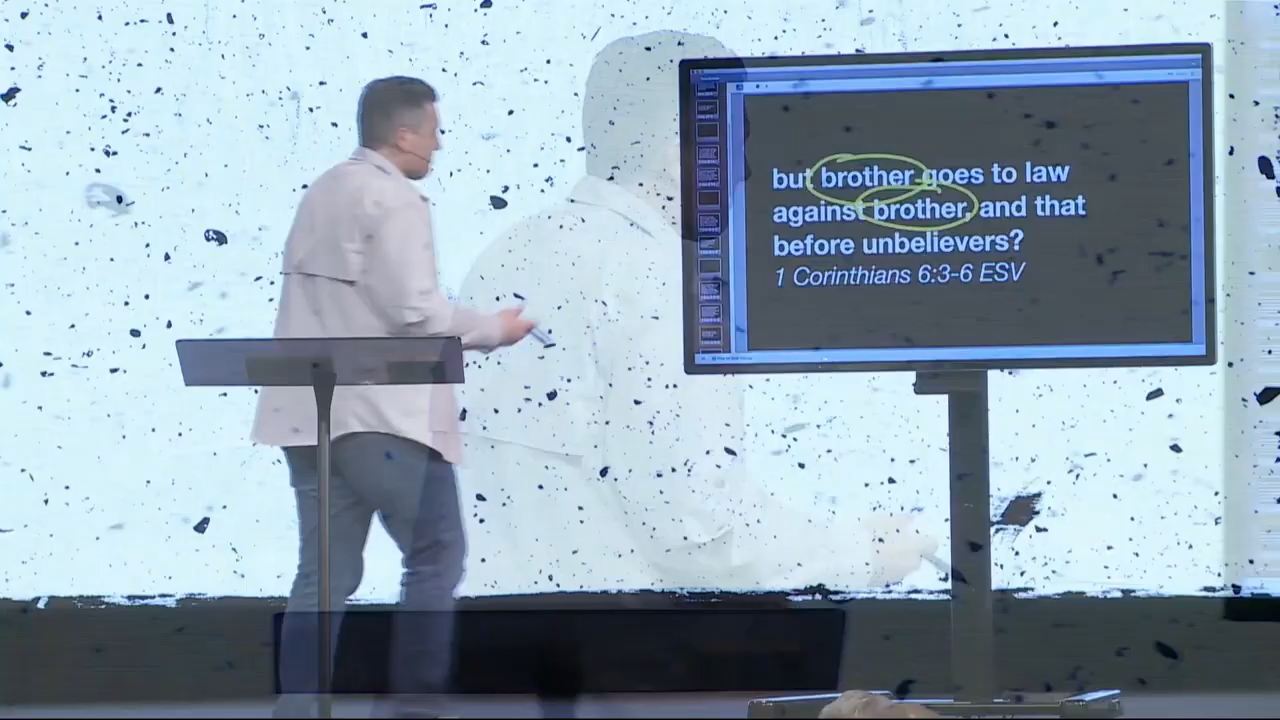 but brother goes to law
against brother, and that
before unbelievers?
1 Corinthians 6:3-6 ESV